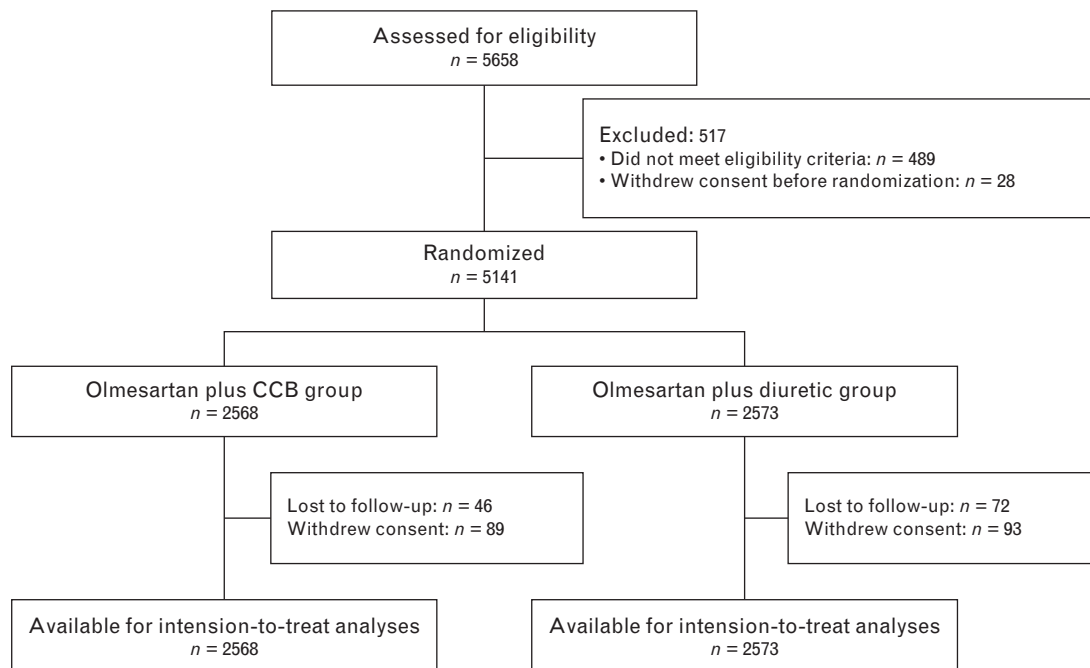 Assessed for eligibility
n = 5658
Excluded: 517
• Did not meet eligibility criteria: n = 489
• Withdrew consent before randomization: n = 28
Randomized
n = 5141
Olmesartan plus CCB group
n = 2568
Olmesartan plus diuretic group
n = 2573
Lost to follow-up: n = 46
Withdrew consent: n = 89
Lost to follow-up: n = 72
Withdrew consent: n = 93
Available for intension-to-treat analyses
n = 2568
Available for intension-to-treat analyses
n = 2573